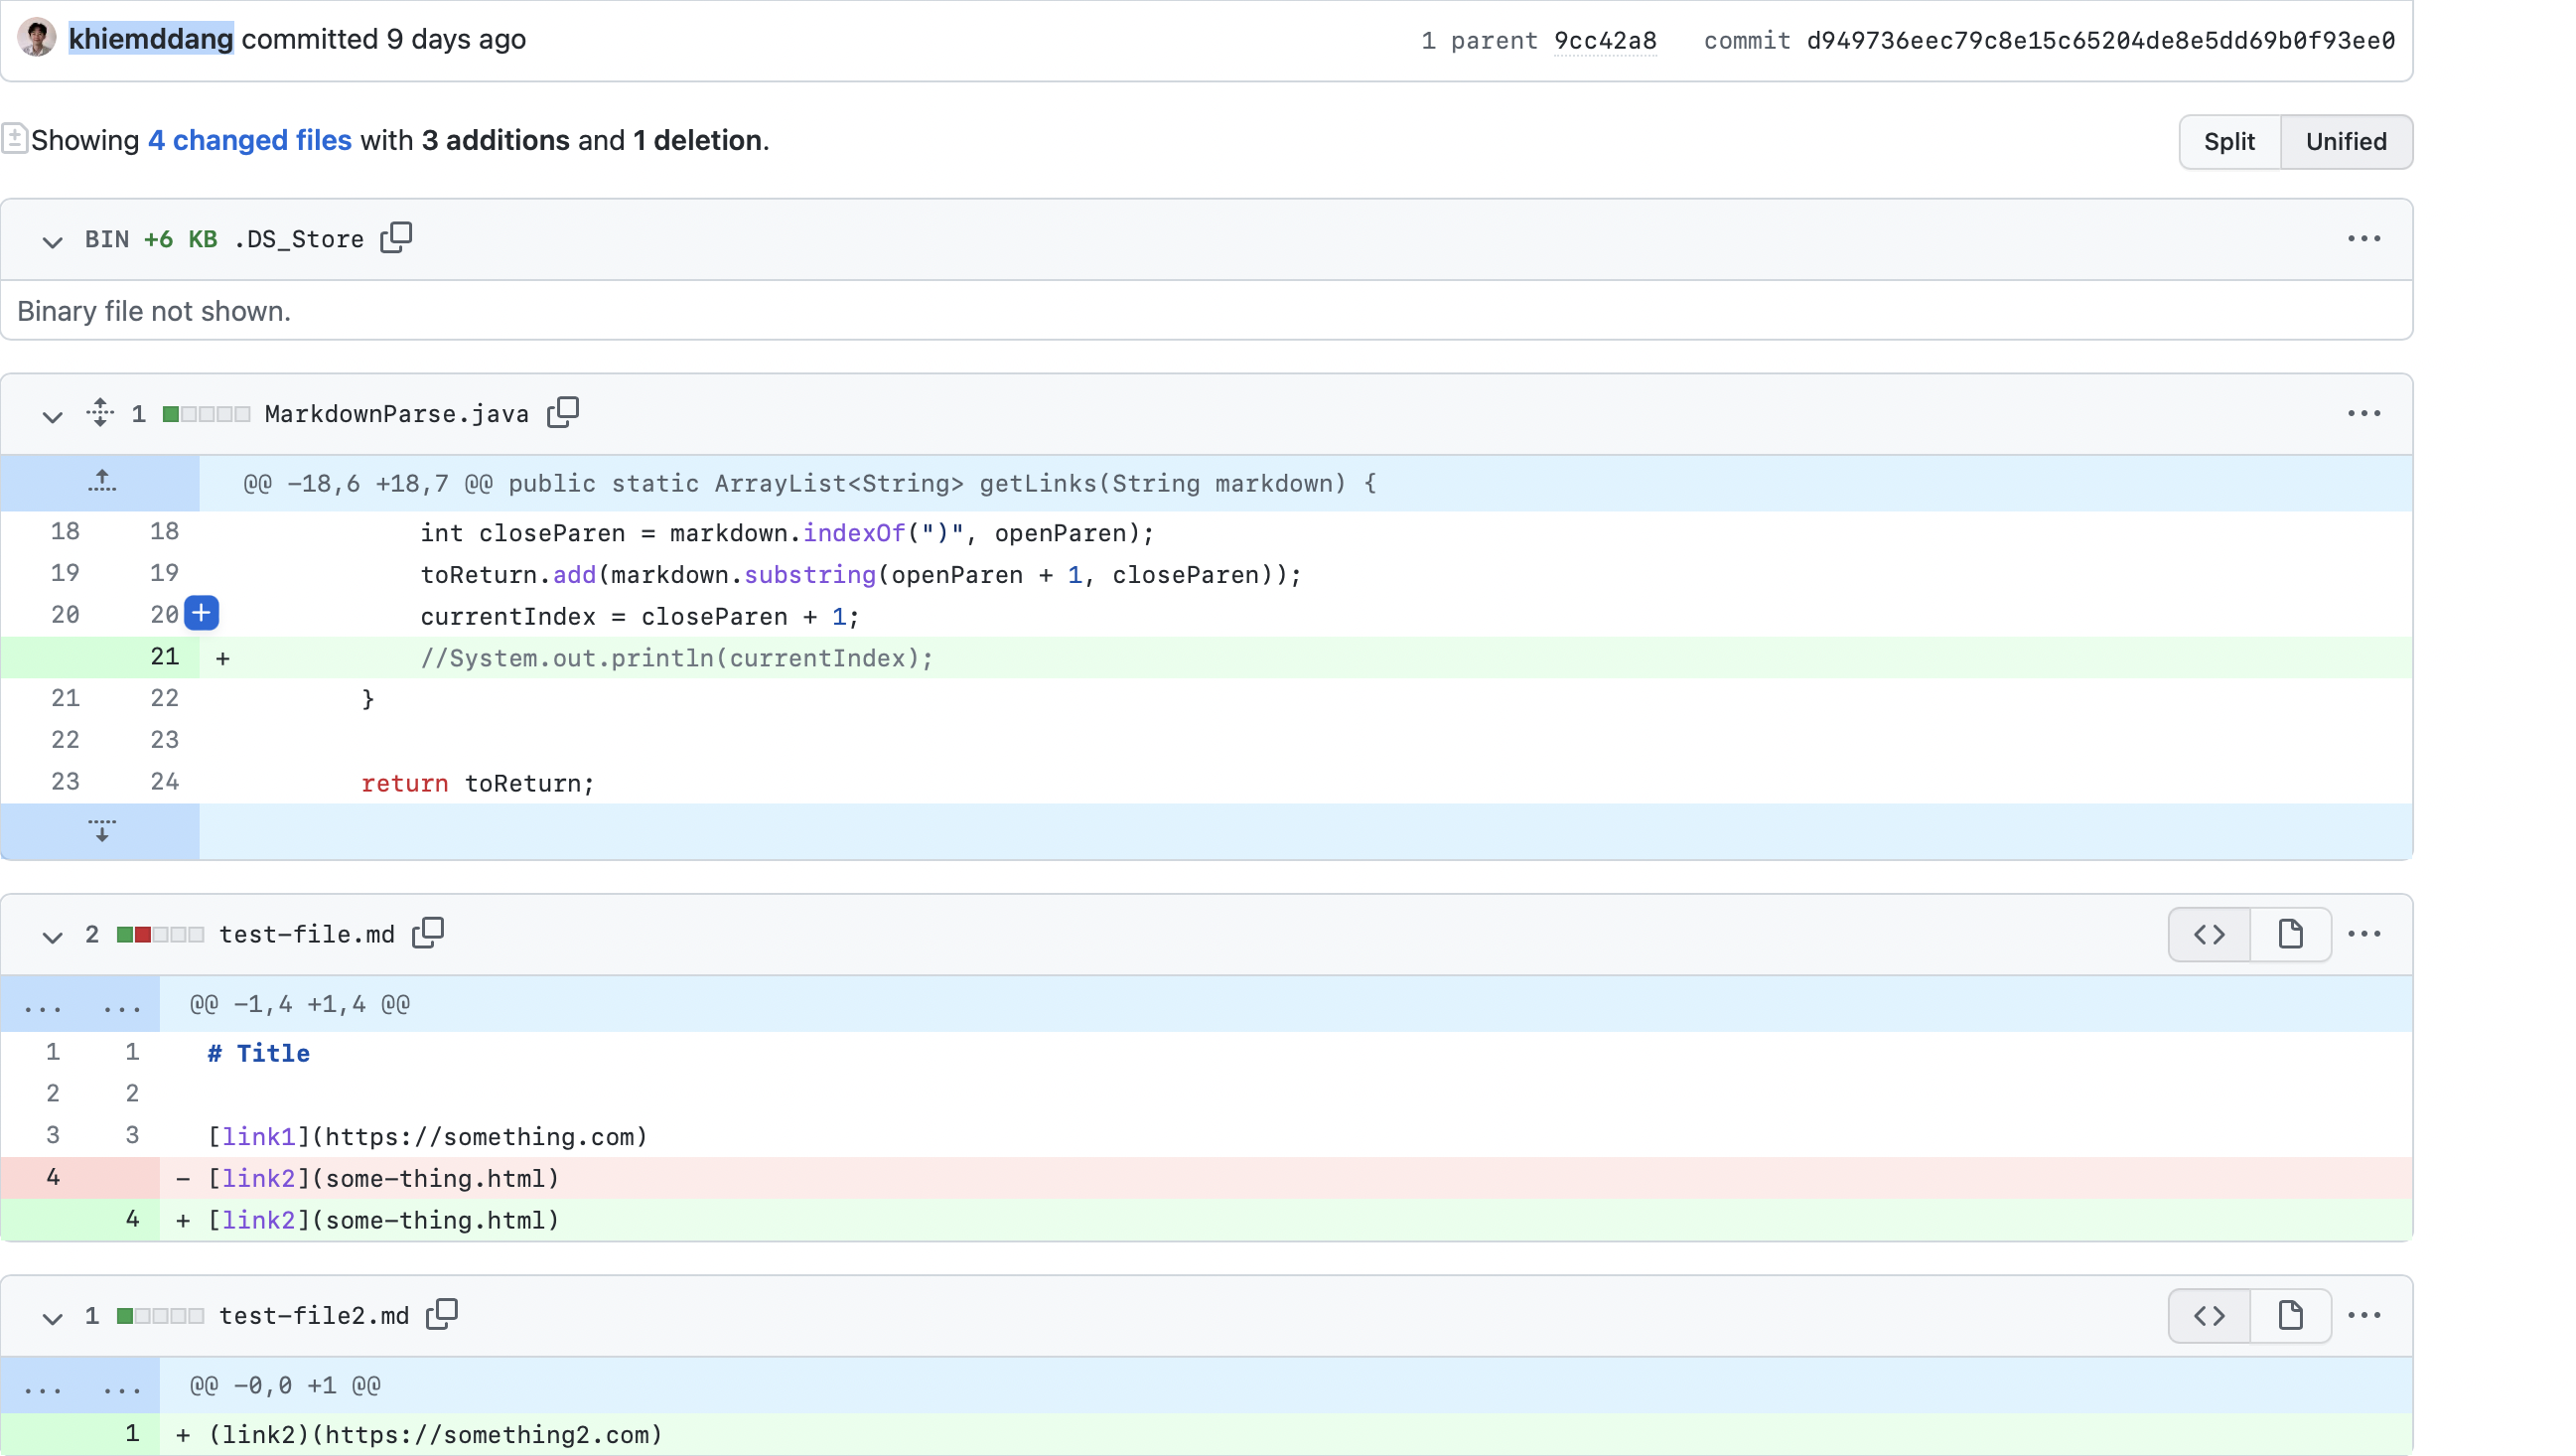 khiemddang committed 9 days ago
1 parent 9cc42a8 commit d949736eec79c8e15c65204de8e5dd69b0f93ee0
Showing 4 changed files with 3 additions and 1 deletion.
Split Unified
BIN +6 KB .DS_Store
Binary file not shown.
1 MarkdownParse.java
@@ -18,6 +18,7 @@ public static ArrayList<String> getLinks(String markdown) {
18 18 int closeParen = markdown.indexOf(")", openParen);
19 19 toReturn.add(markdown.substring(openParen + 1, closeParen));
20 20 + currentIndex = closeParen + 1;
21 + //System.out.println(currentIndex);
21 22 }
22 23
23 24 return toReturn;
2 test-file.md
... ... @@ -1,4 +1,4 @@
1 1 # Title
2 2
3 3 [link1](https://something.com)
4 - [link2](some-thing.html)
4 + [link2](some-thing.html)
1 test-file2.md
... ... @@ -0,0 +1 @@
1 + (link2)(https://something2.com)